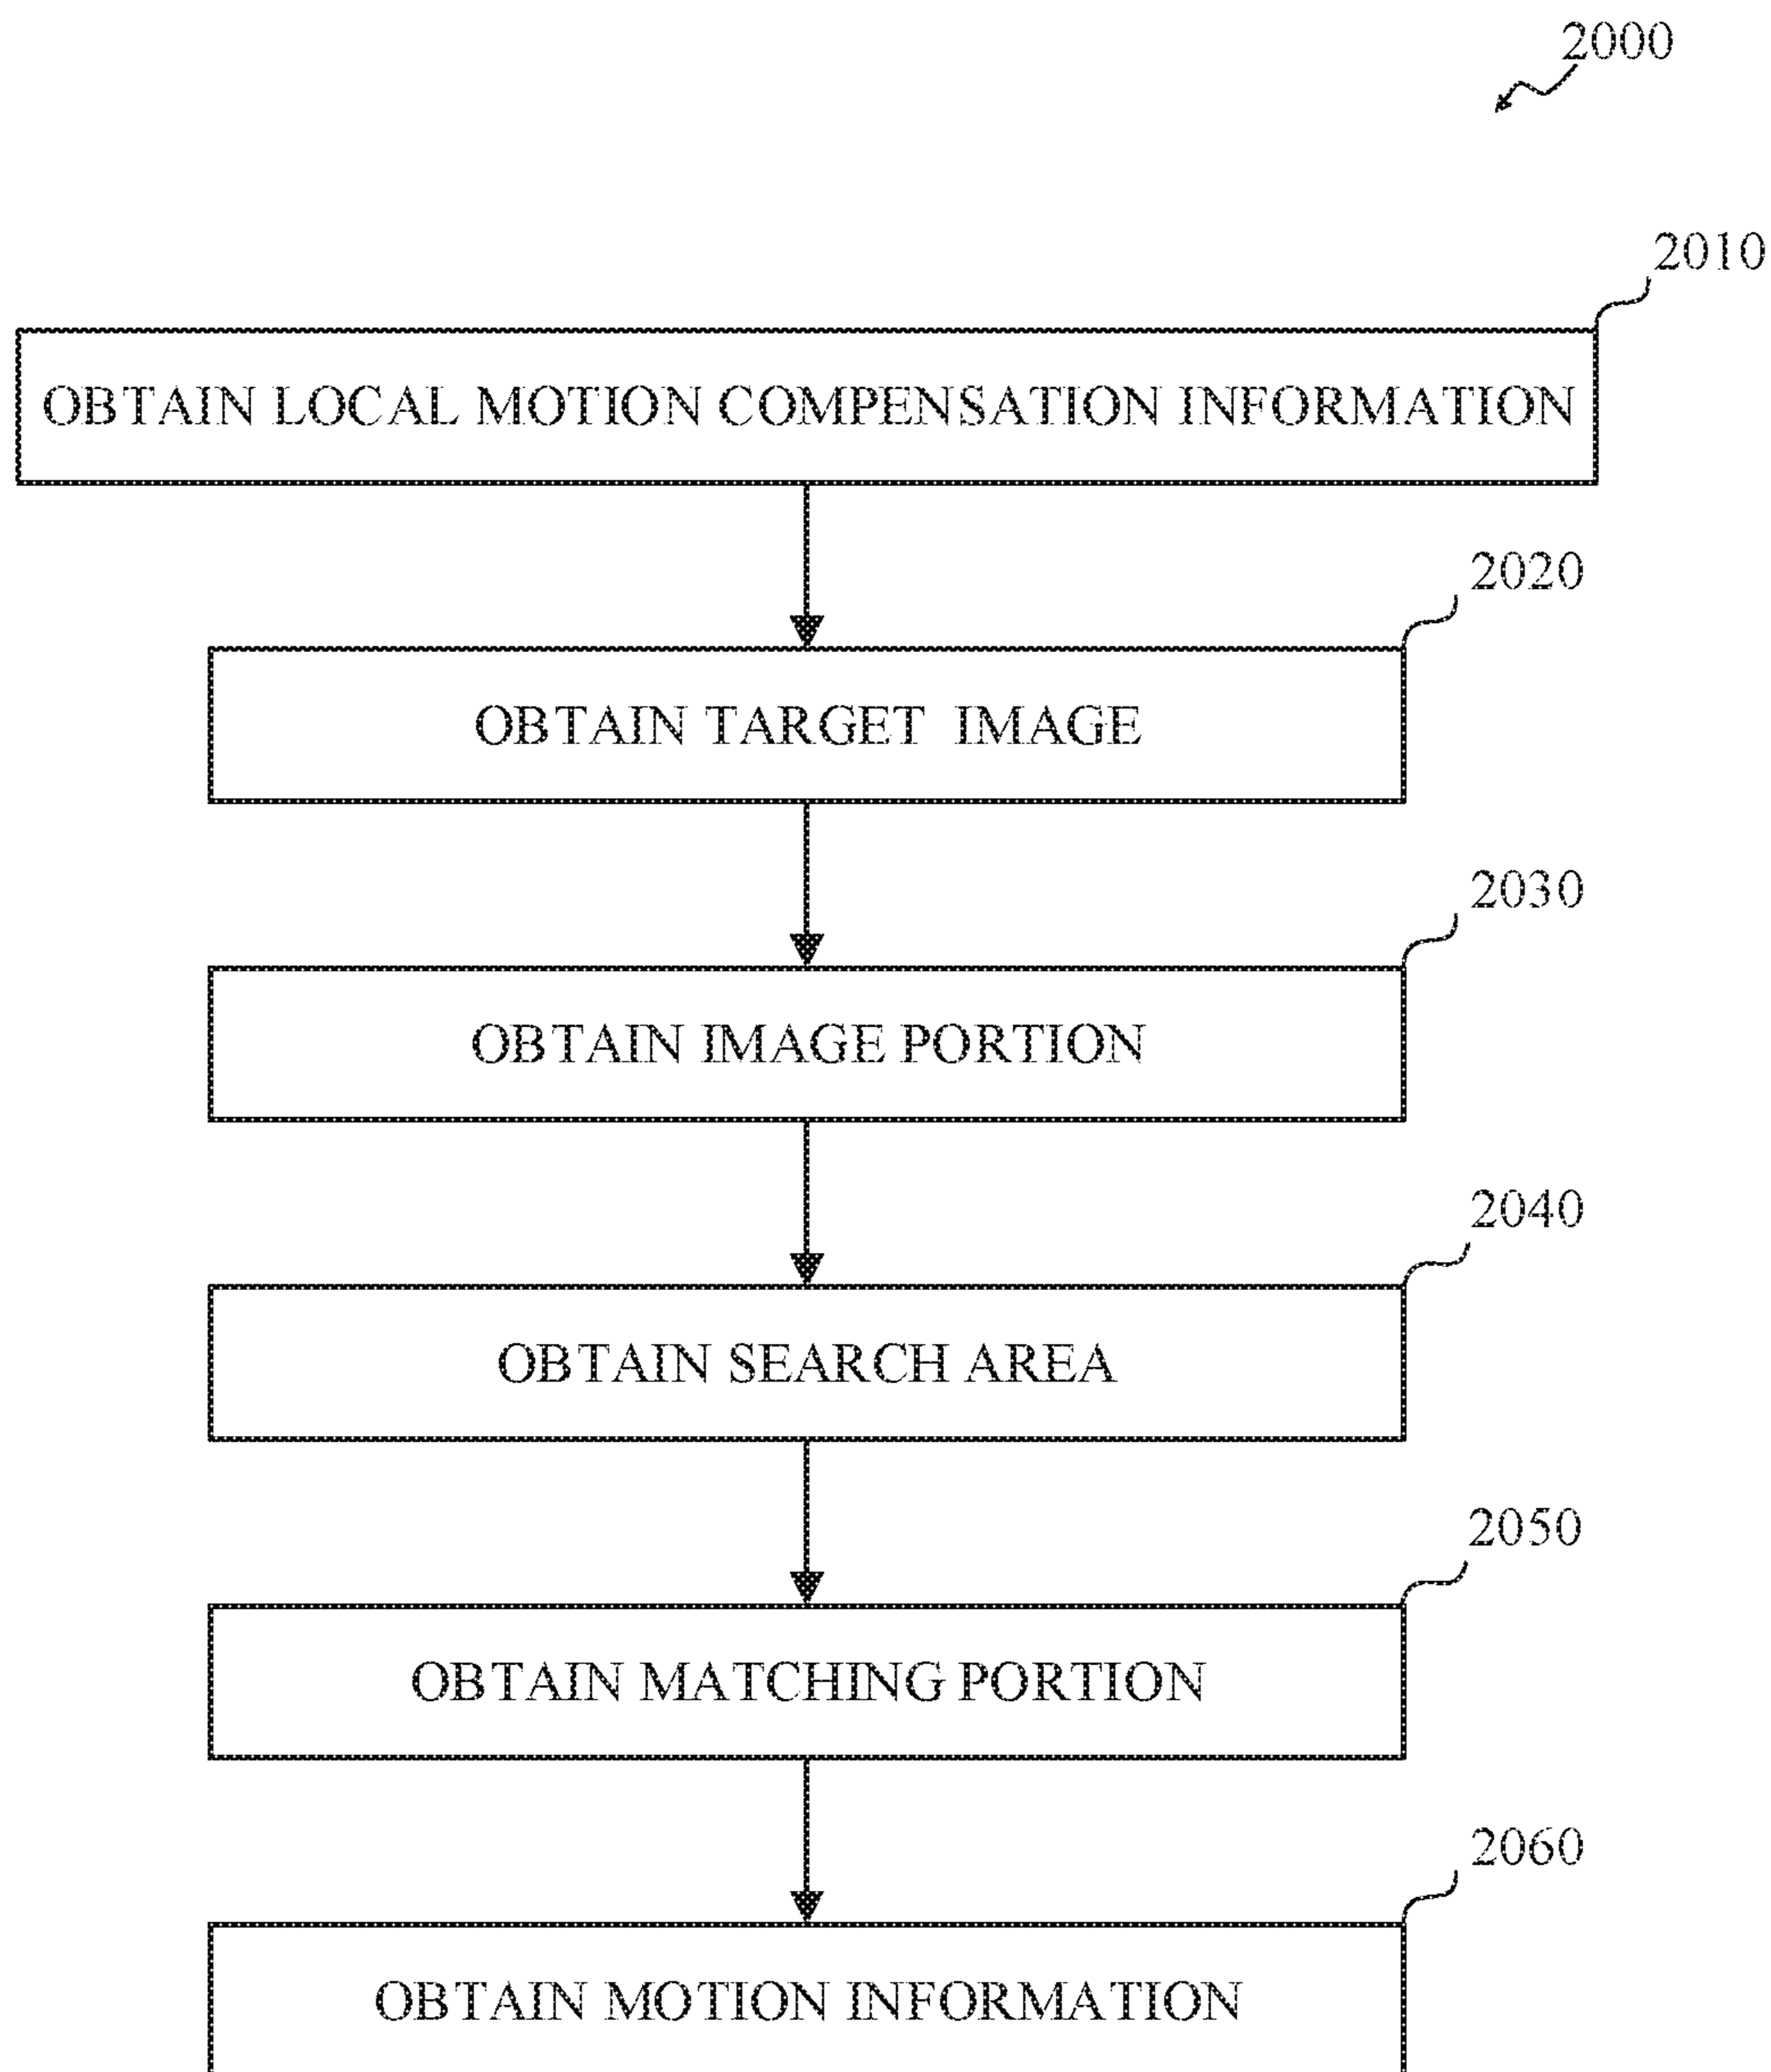 2000
2010
OBTAIN LOCAL MOTION COMPENSATION INFORMATION
2020
OBTAIN TARGET IMAGE
2030
OBTAIN IMAGE PORTION
2040
OBTAIN SEARCH AREA
2050
OBTAIN MATCHING PORTION
2060
OBTAIN MOTION INFORMATION